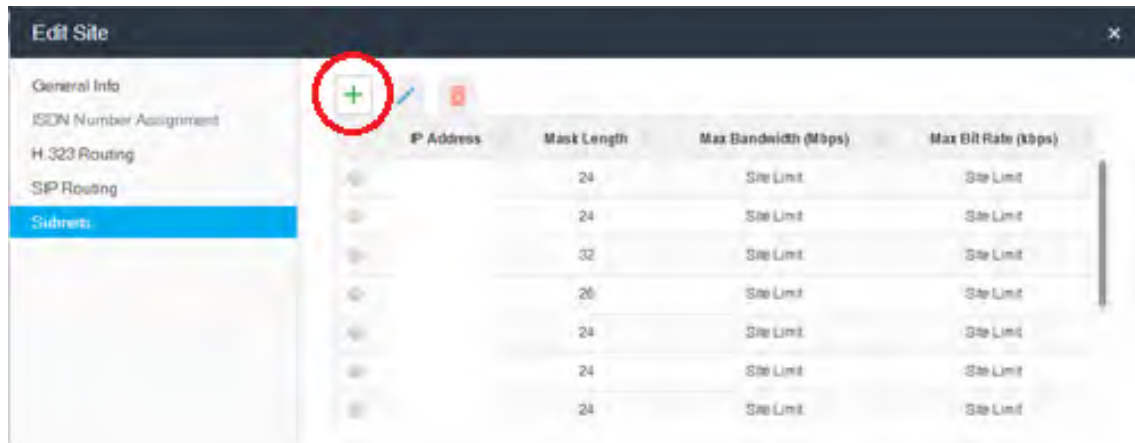 Edit Site
General Info
ISDN Number Assignment
H.323 Routing
SIP Routing
Subnets
IP Address Mask Length Max Bandwidth (Mbps) Max Bit Rate (kbps)
24 Site Limit Site Limit
24 Site Limit Site Limit
32 Site Limit Site Limit
26 Site Limit Site Limit
24 Site Limit Site Limit
24 Site Limit Site Limit
24 Site Limit Site Limit